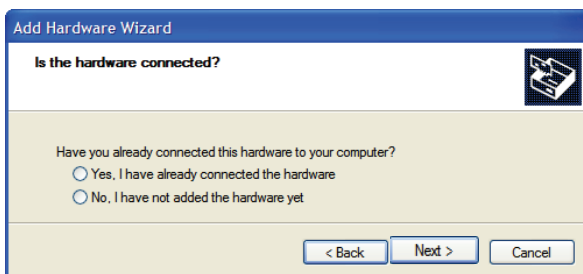 Add Hardware Wizard
Is the hardware connected?
Have you already connected this hardware to your computer?
Yes, I have already connected the hardware
No, I have not added the hardware yet
< Back Next > Cancel